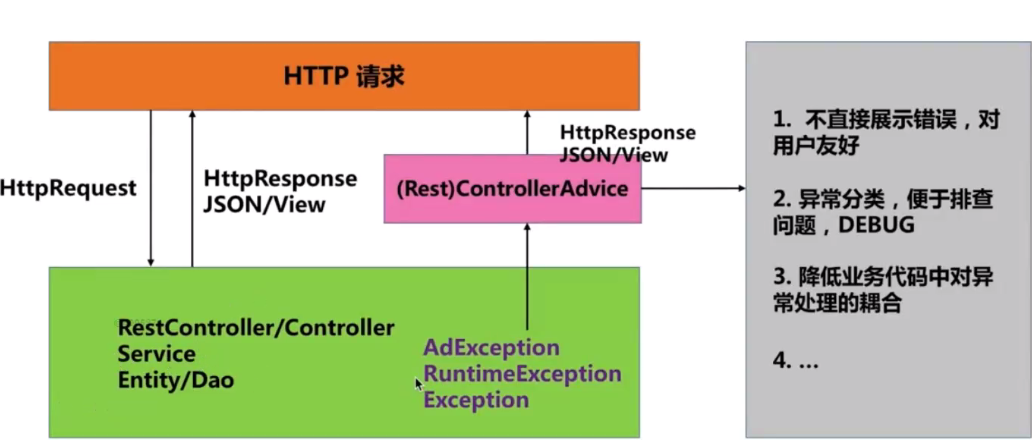 HTTP 请求
HttpRequest
HttpResponse
JSON/View
HttpResponse
JSON/View
(Rest)ControllerAdvice
RestController/Controller
Service
Entity/Dao
AdException
RuntimeException
Exception
1. 不直接展示错误，对
用户友好
2. 异常分类，便于排查
问题，DEBUG
3. 降低业务代码中对异
常处理的耦合
4. ...